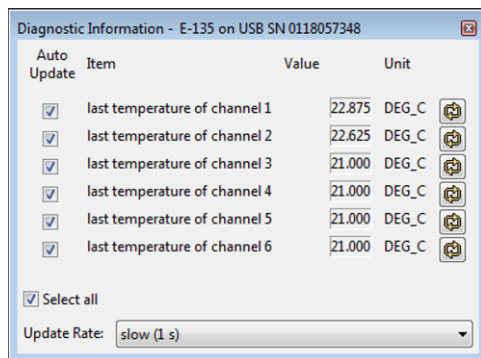 Diagnostic Information - E-135 on USB SN 0118057348
Auto Update Item Value Unit
last temperature of channel 1 22.875 DEG_C
last temperature of channel 2 22.625 DEG_C
last temperature of channel 3 21.000 DEG_C
last temperature of channel 4 21.000 DEG_C
last temperature of channel 5 21.000 DEG_C
last temperature of channel 6 21.000 DEG_C
Select all
Update Rate: slow (1 s)